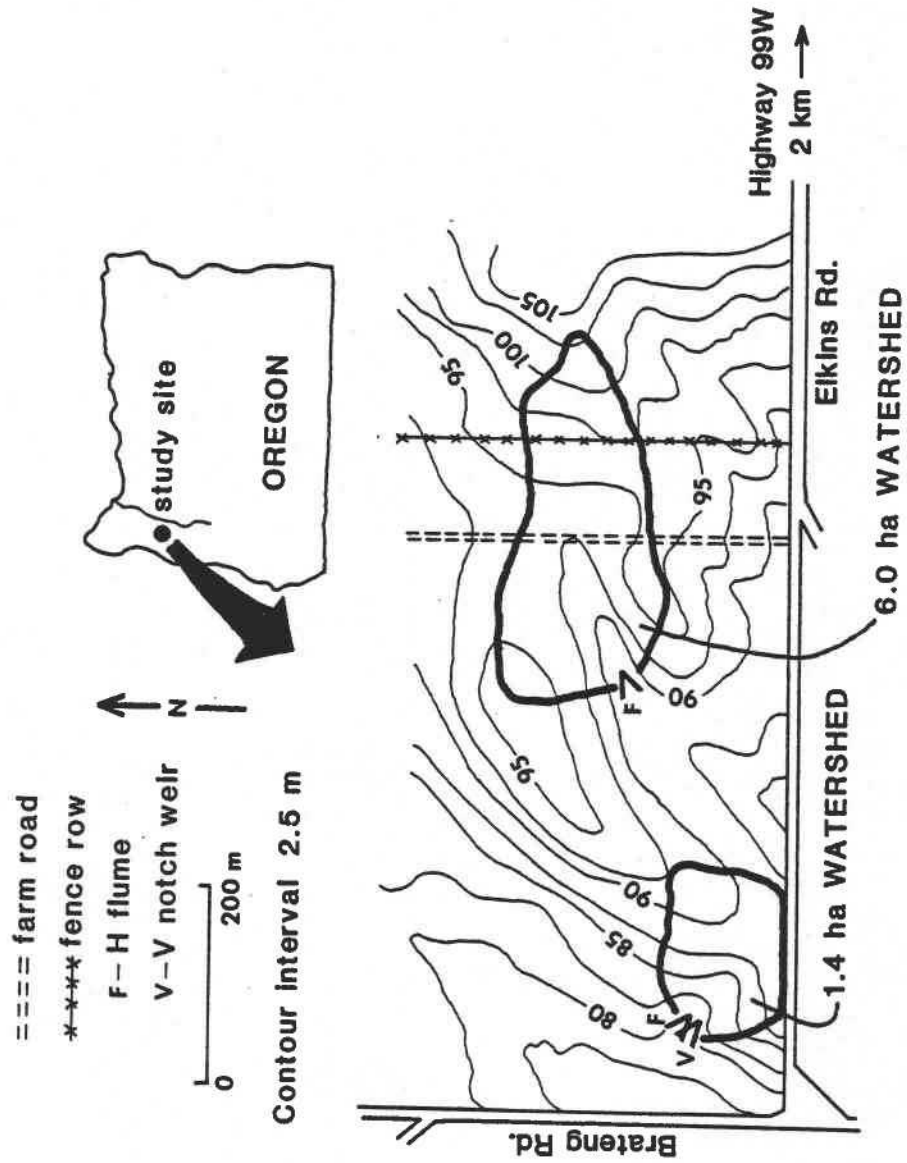 ==== farm road
xxxx fence row
F-H flume
V-V notch weir
0 200 m
Contour Interval 2.5 m
N
study site
OREGON
95
100
105
95
95
90
90
85
80
F
F
V
Brateng Rd.
Elkins Rd.
Highway 99W
2 km
1.4 ha WATERSHED
6.0 ha WATERSHED